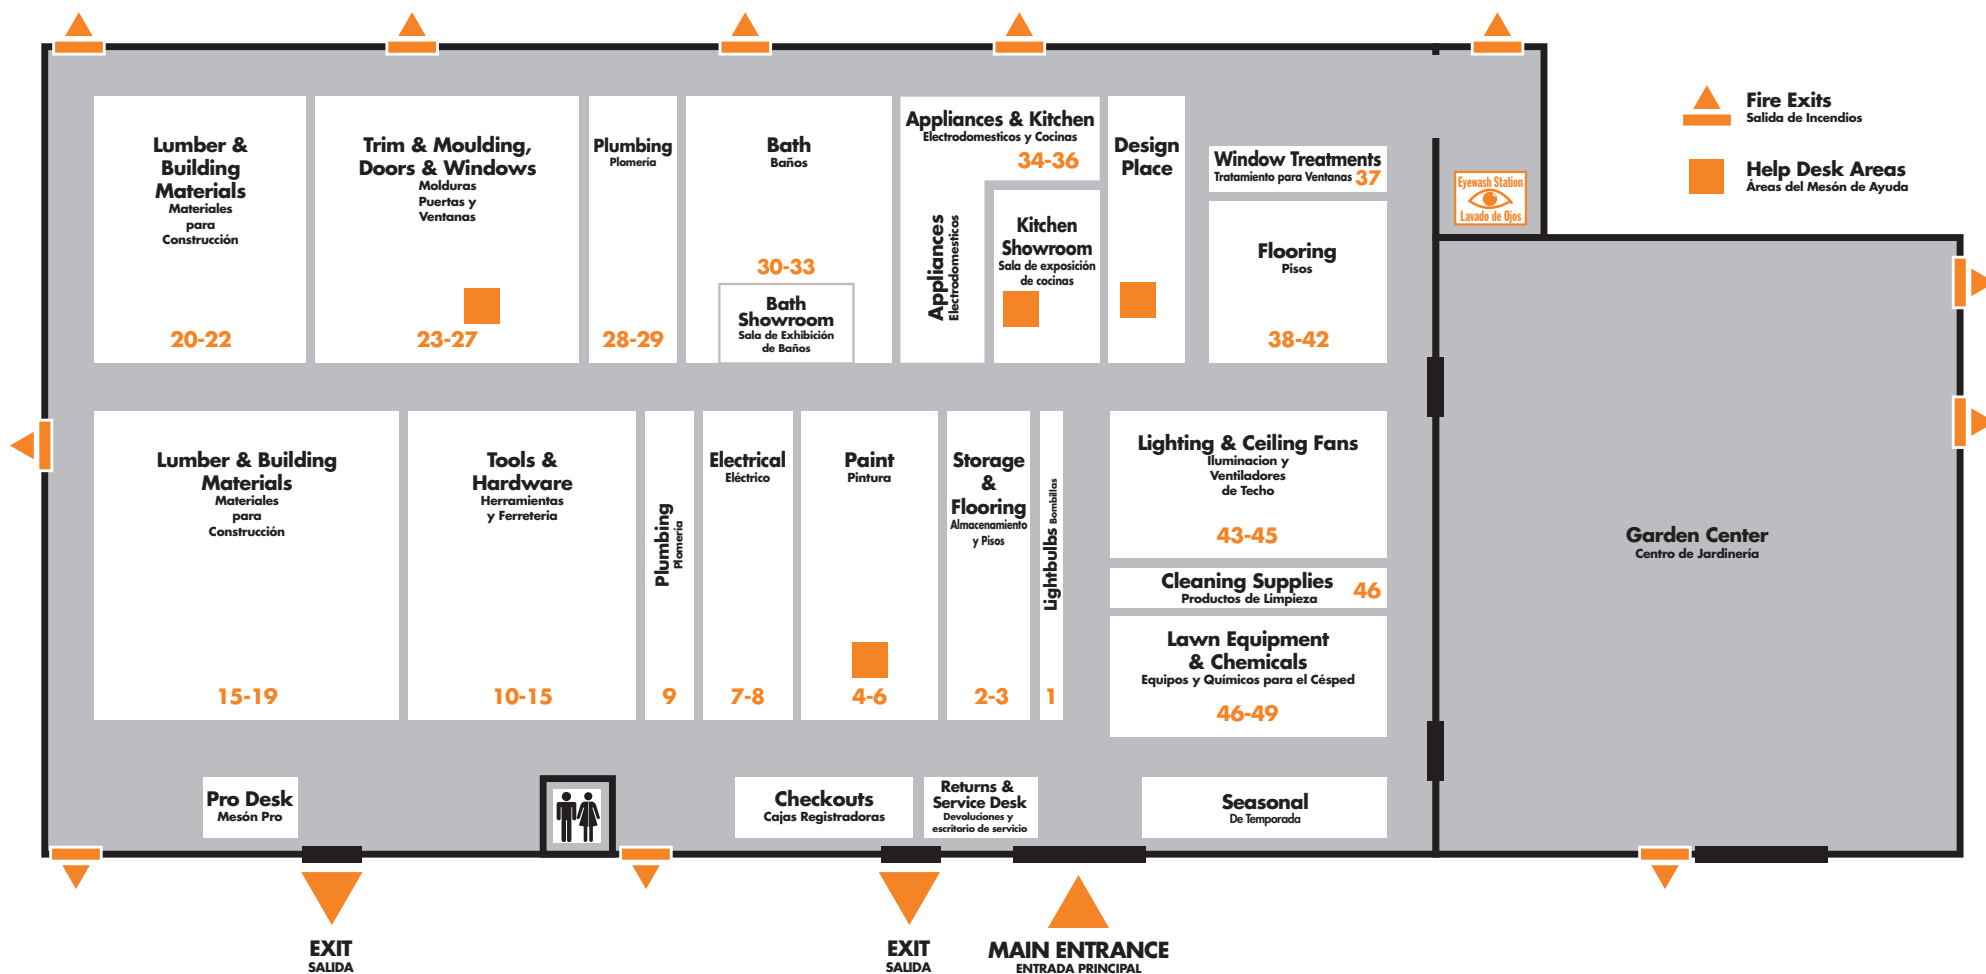 Fire Exits
Salida de Incendios
Help Desk Areas
Áreas del Mesón de Ayuda
Lumber &
Building
Materials
Materiales
para
Construcción
20-22
Trim & Moulding,
Doors & Windows
Molduras
Puertas y
Ventanas
23-27
Plumbing
Plomería
28-29
Bath
Baños
30-33
Bath
Showroom
Sala de Exhibición
de Baños
Appliances & Kitchen
Electrodomesticos y Cocinas
34-36
Appliances
Electrodomesticos
Kitchen
Showroom
Sala de exposición
de cocinas
Design
Place
Window Treatments
Tratamiento para Ventanas 37
Flooring
Pisos
38-42
Eyewash Station
Lavado de Ojos
Lumber & Building
Materials
Materiales
para
Construcción
15-19
Tools &
Hardware
Herramientas
y Ferreteria
10-15
Plumbing
Plomería
9
Electrical
Eléctrico
7-8
Paint
Pintura
4-6
Storage
&
Flooring
Almacenamiento
y Pisos
2-3
Lightbulbs Bombillas
1
Lighting & Ceiling Fans
Iluminacion y
Ventiladores
de Techo
43-45
Cleaning Supplies
Productos de Limpieza
46
Lawn Equipment
& Chemicals
Equipos y Químicos para el Césped
46-49
Garden Center
Centro de Jardinería
Pro Desk
Mesón Pro
Checkouts
Cajas Registradoras
Returns &
Service Desk
Devoluciones y
escritorio de servicio
Seasonal
De Temporada
EXIT
SALIDA
EXIT
SALIDA
MAIN ENTRANCE
ENTRADA PRINCIPAL